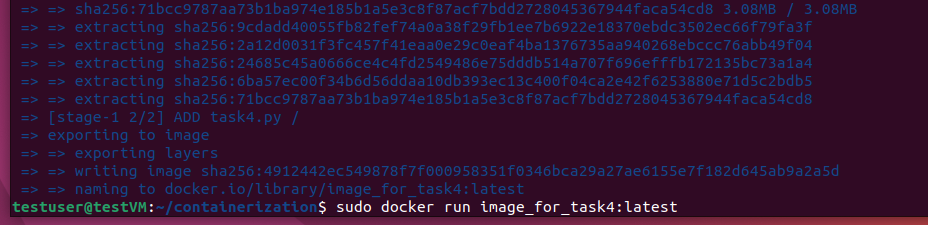 => => sha256:71bcc9787aa73b1ba974e185b1a5e3c8f87acf7bdd2728045367944faca54cd8 3.08MB / 3.08MB
=> => extracting sha256:9cdadd40055fb82fef74a0a38f29fb1ee7b6922e18370ebdc3502ec66f79fa3f
=> => extracting sha256:2a12d0031f3fc457f41eaa0e29c0eaf4ba1376735aa940268ebccc76abb49f04
=> => extracting sha256:24685c45a0666ce4c4fd2549486e75dddb514a707f696efffb172135bc73a1a4
=> => extracting sha256:6ba57ec00f34b6d56ddaa10db393ec13c400f04ca2e42f6253880e71d5c2bdb5
=> => extracting sha256:71bcc9787aa73b1ba974e185b1a5e3c8f87acf7bdd2728045367944faca54cd8
=> [stage-1 2/2] ADD task4.py /
=> exporting to image
=> => exporting layers
=> => writing image sha256:4912442ec549878f7f000958351f0346bca29a27ae6155e7f182d645ab9a2a5d
=> => naming to docker.io/library/image_for_task4:latest
testuser@testVM:~/containerization$ sudo docker run image_for_task4:latest